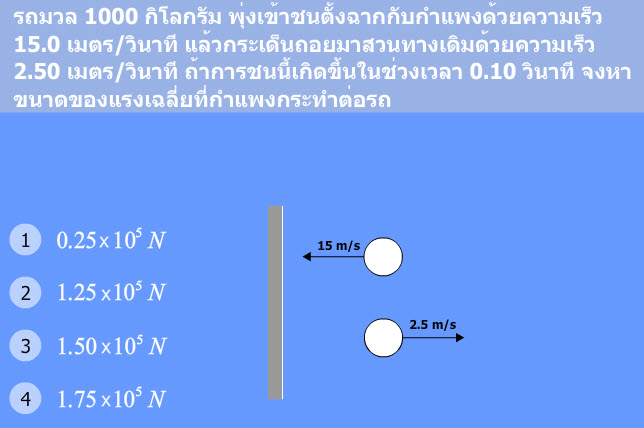 รถมวล 1000 กิโลกรัม พุ่งเข้าชนตั้งฉากกับกำแพงด้วยความเร็ว
15.0 เมตร/วินาที แล้วกระเด็นถอยมาสวนทางเดิมด้วยความเร็ว
2.50 เมตร/วินาที ถ้าการชนนี้เกิดขึ้นในช่วงเวลา 0.10 วินาที จงหา
ขนาดของแรงเฉลี่ยที่กำแพงกระทำต่อรถ
1 0.25×10⁵ N
15 m/s
2 1.25×10⁵ N
2.5 m/s
3 1.50×10⁵ N
4 1.75×10⁵ N